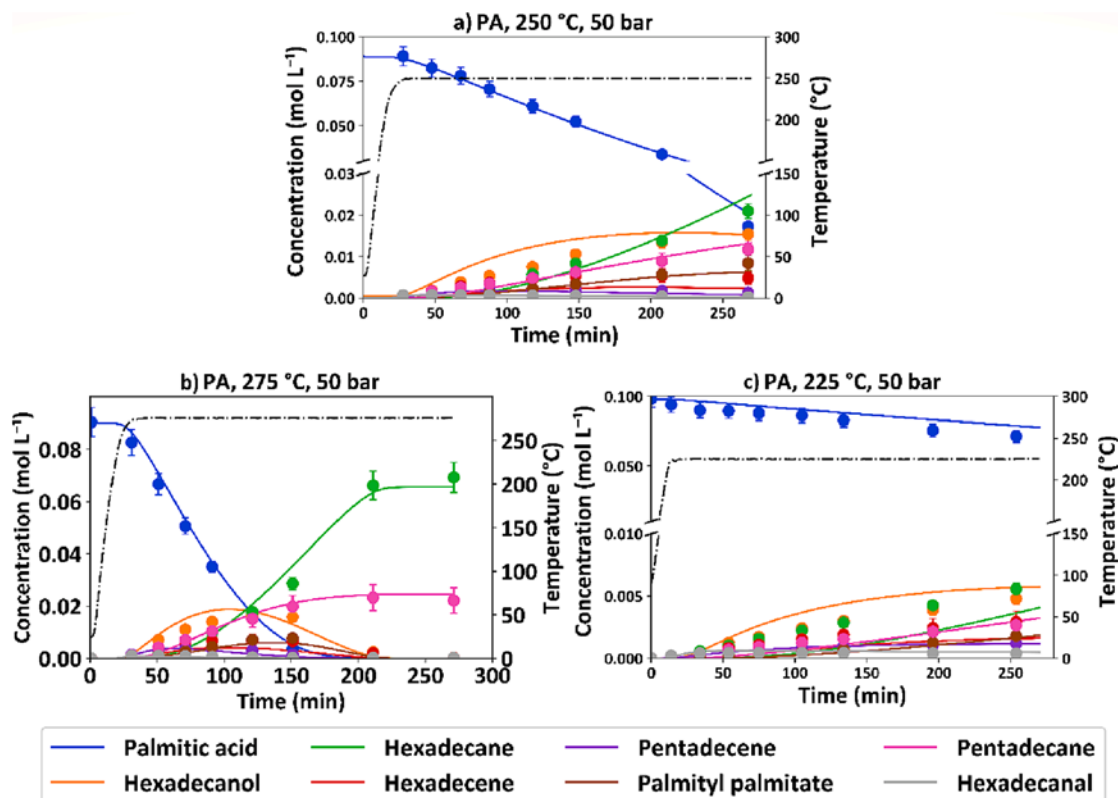 a) PA, 250 °C, 50 bar
Concentration (mol L⁻¹)
0.100
0.075
0.050
0.03
0.02
0.01
0.00
0 50 100 150 200 250
Time (min)
300
250
200
150
100
50
0
Temperature (°C)
b) PA, 275 °C, 50 bar
Concentration (mol L⁻¹)
0.08
0.06
0.04
0.02
0.00
0 50 100 150 200 250 300
Time (min)
250
200
150
100
50
0
Temperature (°C)
c) PA, 225 °C, 50 bar
Concentration (mol L⁻¹)
0.100
0.050
0.010
0.005
0.000
0 50 100 150 200 250
Time (min)
300
250
200
150
100
50
0
Temperature (°C)
Palmitic acid Hexadecane Pentadecene Pentadecane
Hexadecanol Hexadecene Palmityl palmitate Hexadecanal